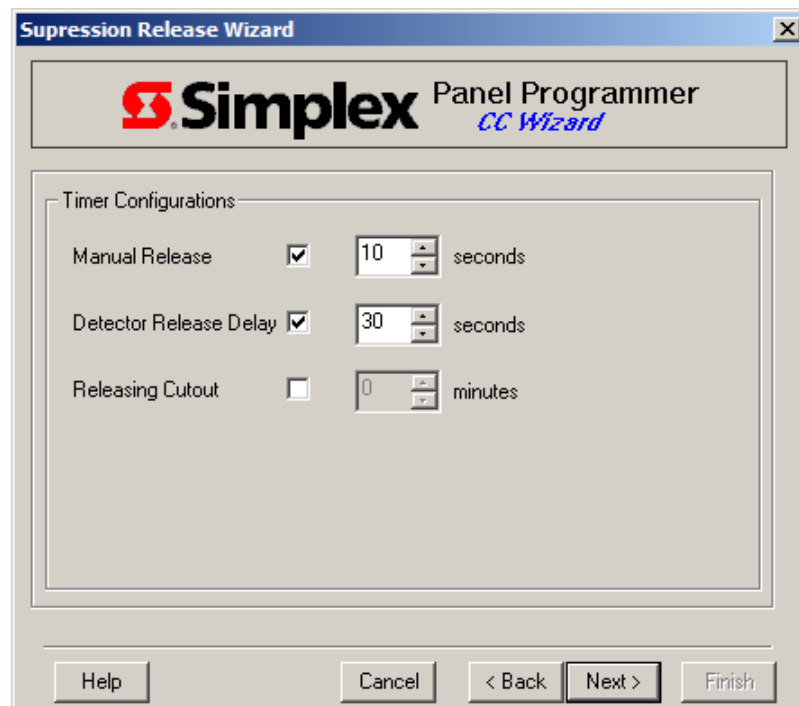 Supression Release Wizard
Simplex Panel Programmer
CC Wizard
Timer Configurations
Manual Release 10 seconds
Detector Release Delay 30 seconds
Releasing Cutout 0 minutes
Help Cancel < Back Next > Finish